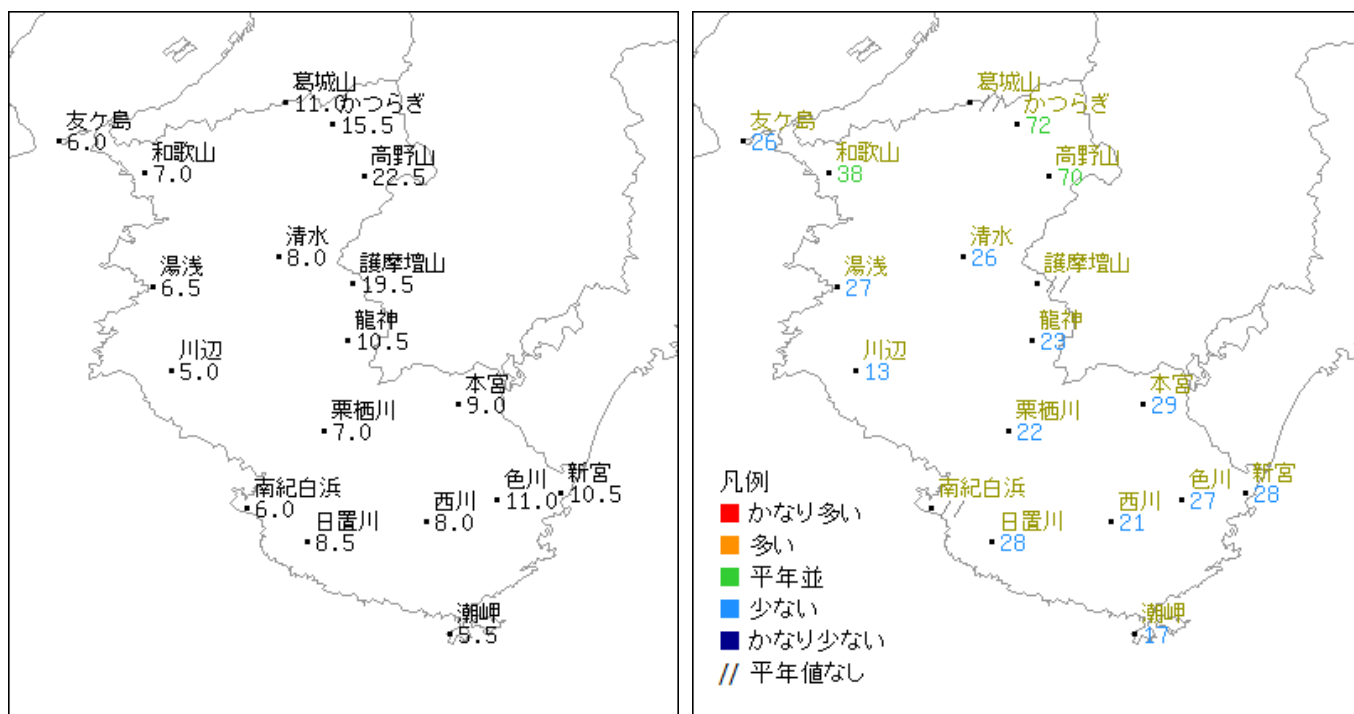 葛城山
11.0
かつらぎ
15.5
友ケ島
6.0
和歌山
7.0
高野山
22.5
清水
8.0
湯浅
6.5
護摩壇山
19.5
龍神
10.5
川辺
5.0
本宮
9.0
栗栖川
7.0
南紀白浜
6.0
日置川
8.5
西川
8.0
色川
11.0
新宮
10.5
潮岬
5.5
葛城山
//
かつらぎ
72
友ケ島
26
和歌山
38
高野山
70
清水
26
湯浅
27
護摩壇山
//
龍神
23
川辺
13
本宮
29
栗栖川
22
南紀白浜
//
日置川
28
西川
21
色川
27
新宮
28
潮岬
17
凡例
かなり多い
多い
平年並
少ない
かなり少ない
// 平年値なし